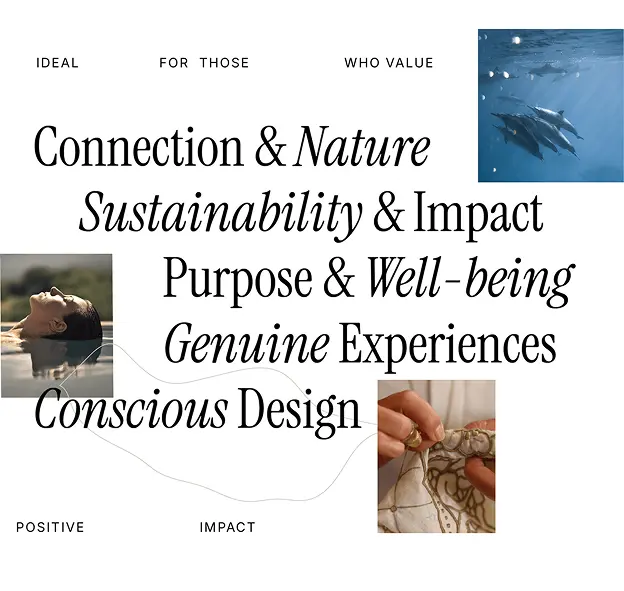 IDEAL FOR THOSE WHO VALUE
Connection & Nature
Sustainability & Impact
Purpose & Well-being
Genuine Experiences
Conscious Design
POSITIVE IMPACT